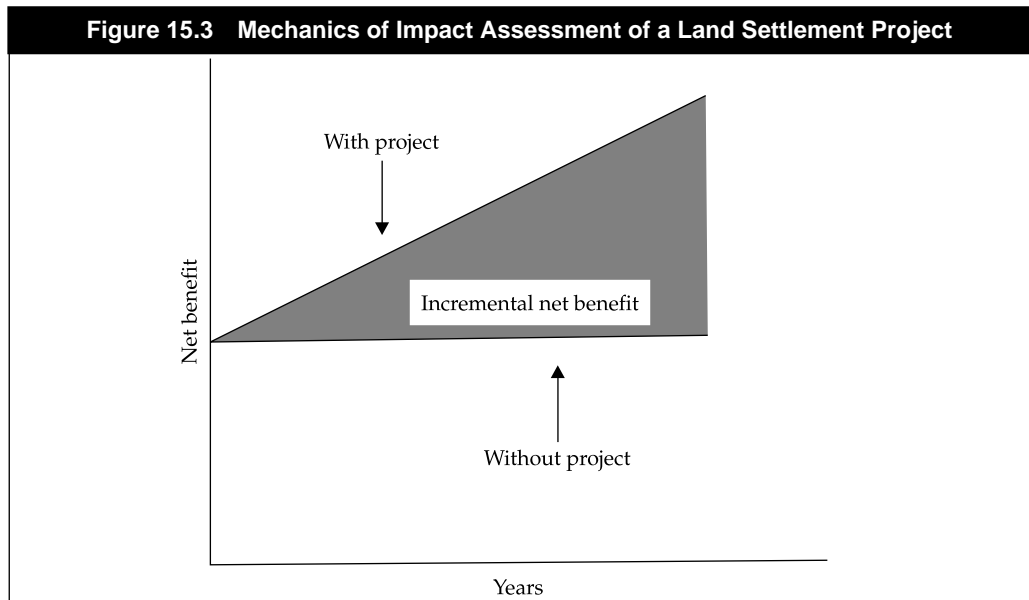 Figure 15.3 Mechanics of Impact Assessment of a Land Settlement Project
With project
Incremental net benefit
Net benefit
Without project
Years